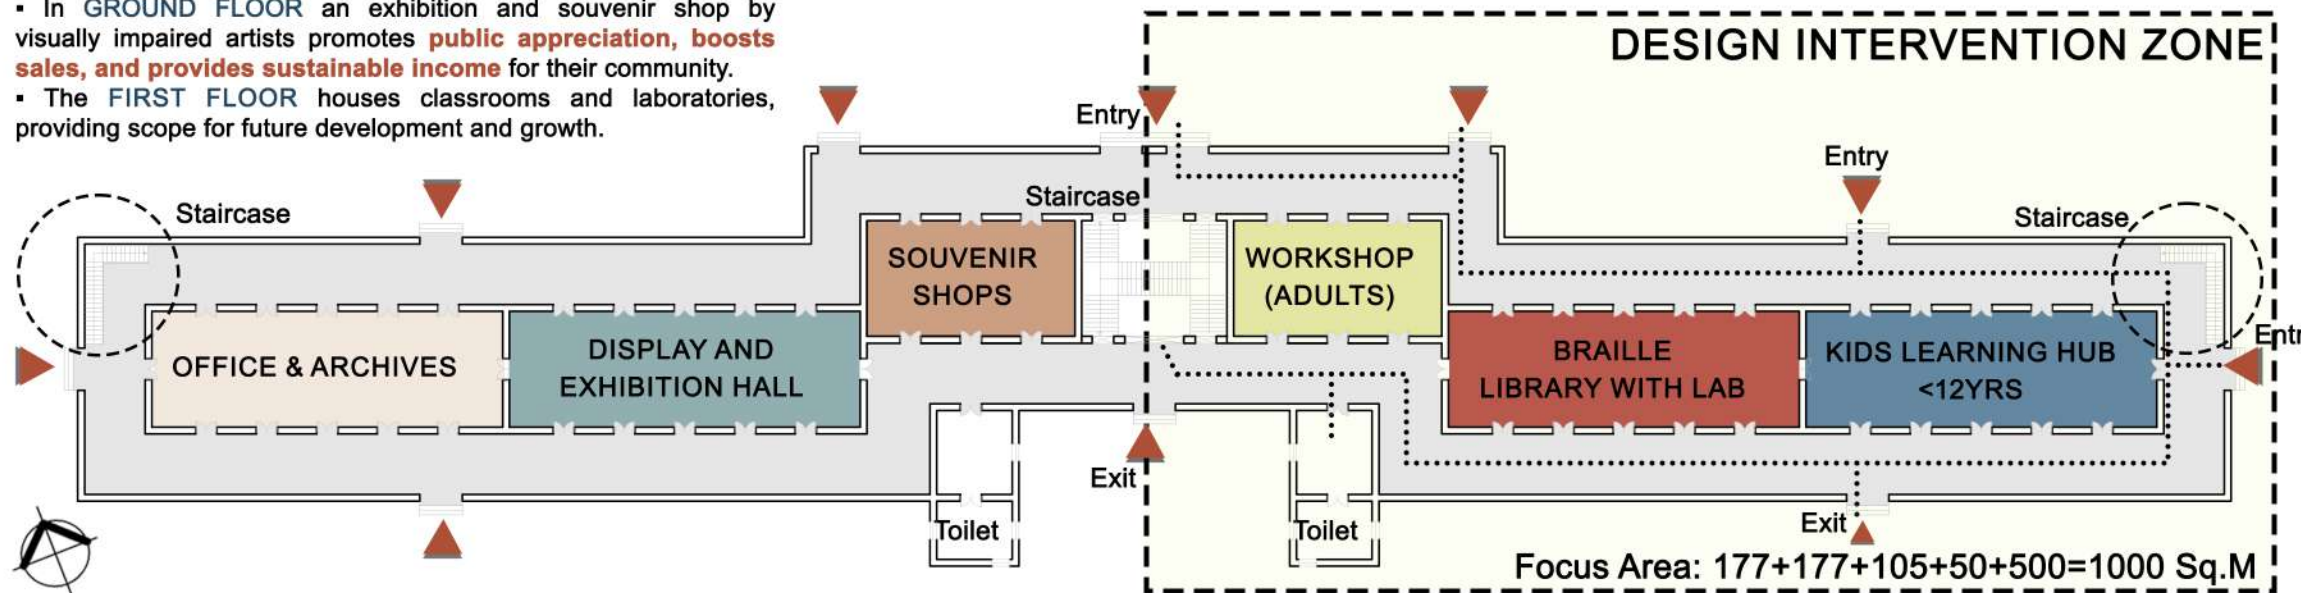 ▪ In GROUND FLOOR an exhibition and souvenir shop by
visually impaired artists promotes public appreciation, boosts
sales, and provides sustainable income for their community.
▪ The FIRST FLOOR houses classrooms and laboratories,
providing scope for future development and growth.
DESIGN INTERVENTION ZONE
Entry
Entry
Staircase
Staircase
Staircase
SOUVENIR
SHOPS
WORKSHOP
(ADULTS)
Entr
OFFICE & ARCHIVES
DISPLAY AND
EXHIBITION HALL
BRAILLE
LIBRARY WITH LAB
KIDS LEARNING HUB
<12YRS
Exit
Exit
Toilet
Toilet
Focus Area: 177+177+105+50+500=1000 Sq.M